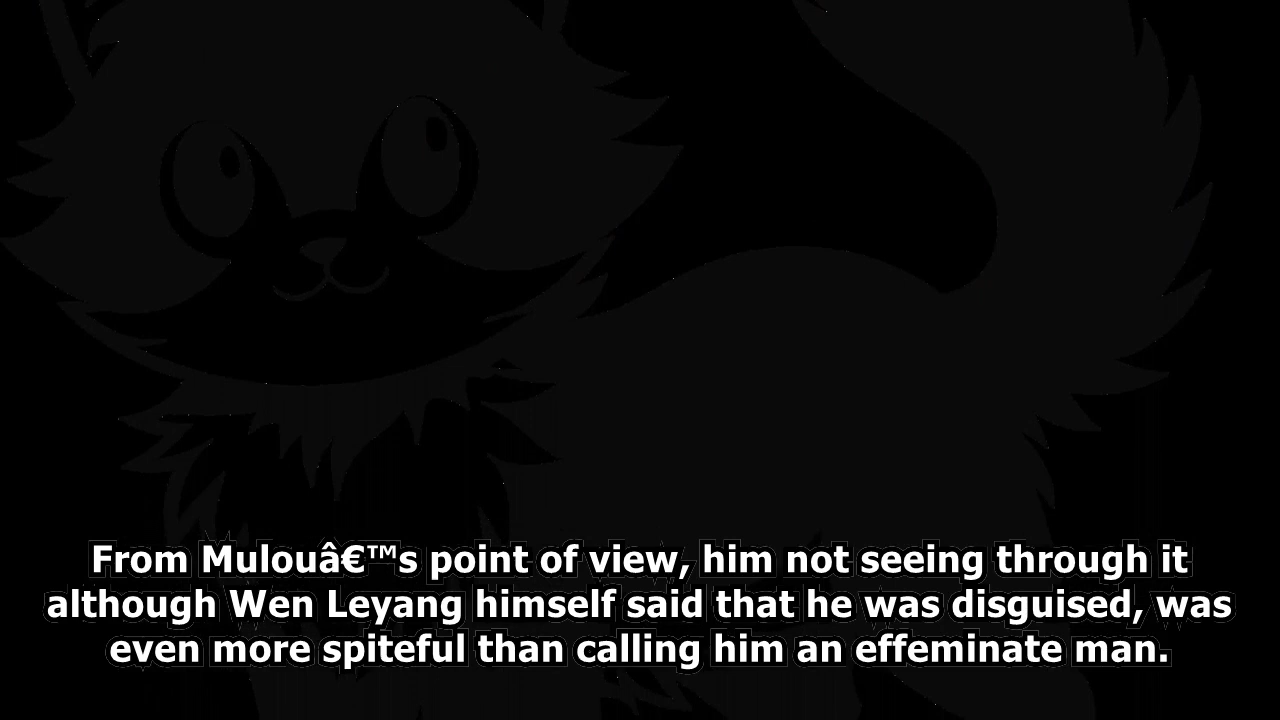 From Mulouâ€™s point of view, him not seeing through it
although Wen Leyang himself said that he was disguised, was
even more spiteful than calling him an effeminate man.